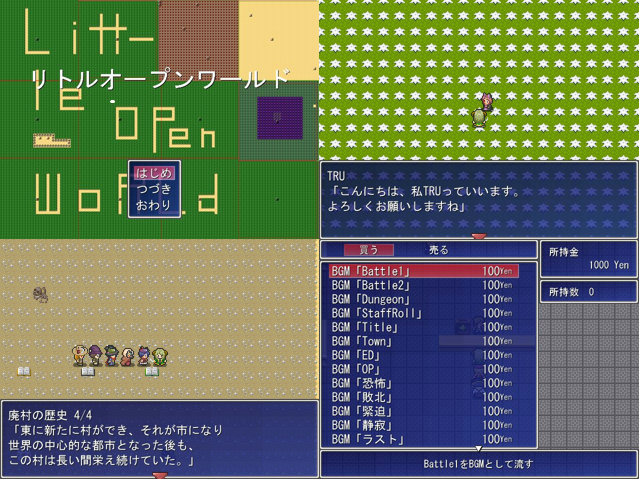 Litt-
リトルオープンワールド
le Open
World
はじめ
つづき
おわり
TRU
「こんにちは、私TRUっていいます。
よろしくお願いしますね」
廃村の歴史 4/4
「東に新たに村ができ、それが市になり
世界の中心的な都市となった後も、
この村は長い間栄え続けていた。」
買う 売る
所持金
1000 Yen
所持数 0
BGM「Battle1」 100Yen
BGM「Battle2」 100Yen
BGM「Dungeon」 100Yen
BGM「StaffRoll」 100Yen
BGM「Title」 100Yen
BGM「Town」 100Yen
BGM「ED」 100Yen
BGM「OP」 100Yen
BGM「恐怖」 100Yen
BGM「敗北」 100Yen
BGM「緊迫」 100Yen
BGM「静寂」 100Yen
BGM「ラスト」 100Yen
Battle1をBGMとして流す